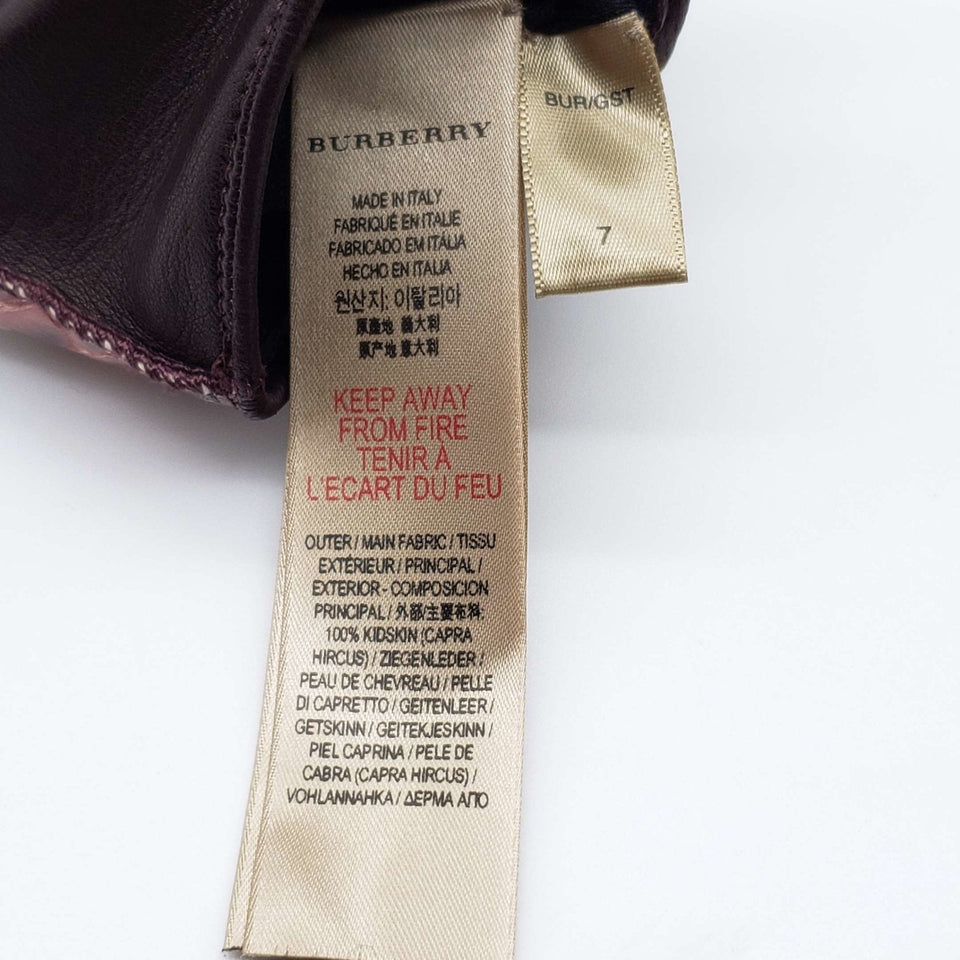 BURBERRY
MADE IN ITALY
FABRIQUÉ EN ITALIE
FABRICADO EM ITÁLIA
HECHO EN ITALIA
원산지: 이탈리아
原產地 義大利
原产地 意大利
KEEP AWAY
FROM FIRE
TENIR À
L'ECART DU FEU
OUTER / MAIN FABRIC / TISSU
EXTÉRIEUR / PRINCIPAL /
EXTERIOR - COMPOSICION
PRINCIPAL / 外部/主要布料:
100% KIDSKIN (CAPRA
HIRCUS) / ZIEGENLEDER /
PEAU DE CHEVREAU / PELLE
DI CAPRETTO / GEITENLEER /
GETSKINN / GEITEKJESKINN /
PIEL CAPRINA / PELE DE
CABRA (CAPRA HIRCUS) /
VOHLANNAHKA / ΔΕΡΜΑ ΑΠΟ
BUR/GST
7